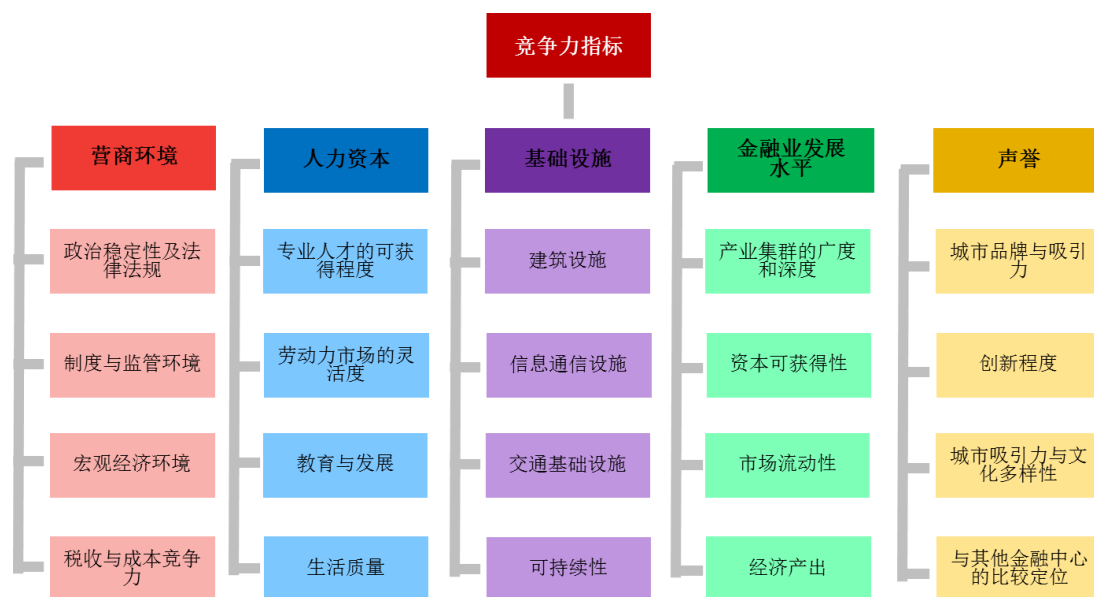 竞争力指标
营商环境
政治稳定性及法
律法规
制度与监管环境
宏观经济环境
税收与成本竞争
力
人力资本
专业人才的可获
得程度
劳动力市场的灵
活度
教育与发展
生活质量
基础设施
建筑设施
信息通信设施
交通基础设施
可持续性
金融业发展
水平
产业集群的广度
和深度
资本可获得性
市场流动性
经济产出
声誉
城市品牌与吸引
力
创新程度
城市吸引力与文
化多样性
与其他金融中心
的比较定位